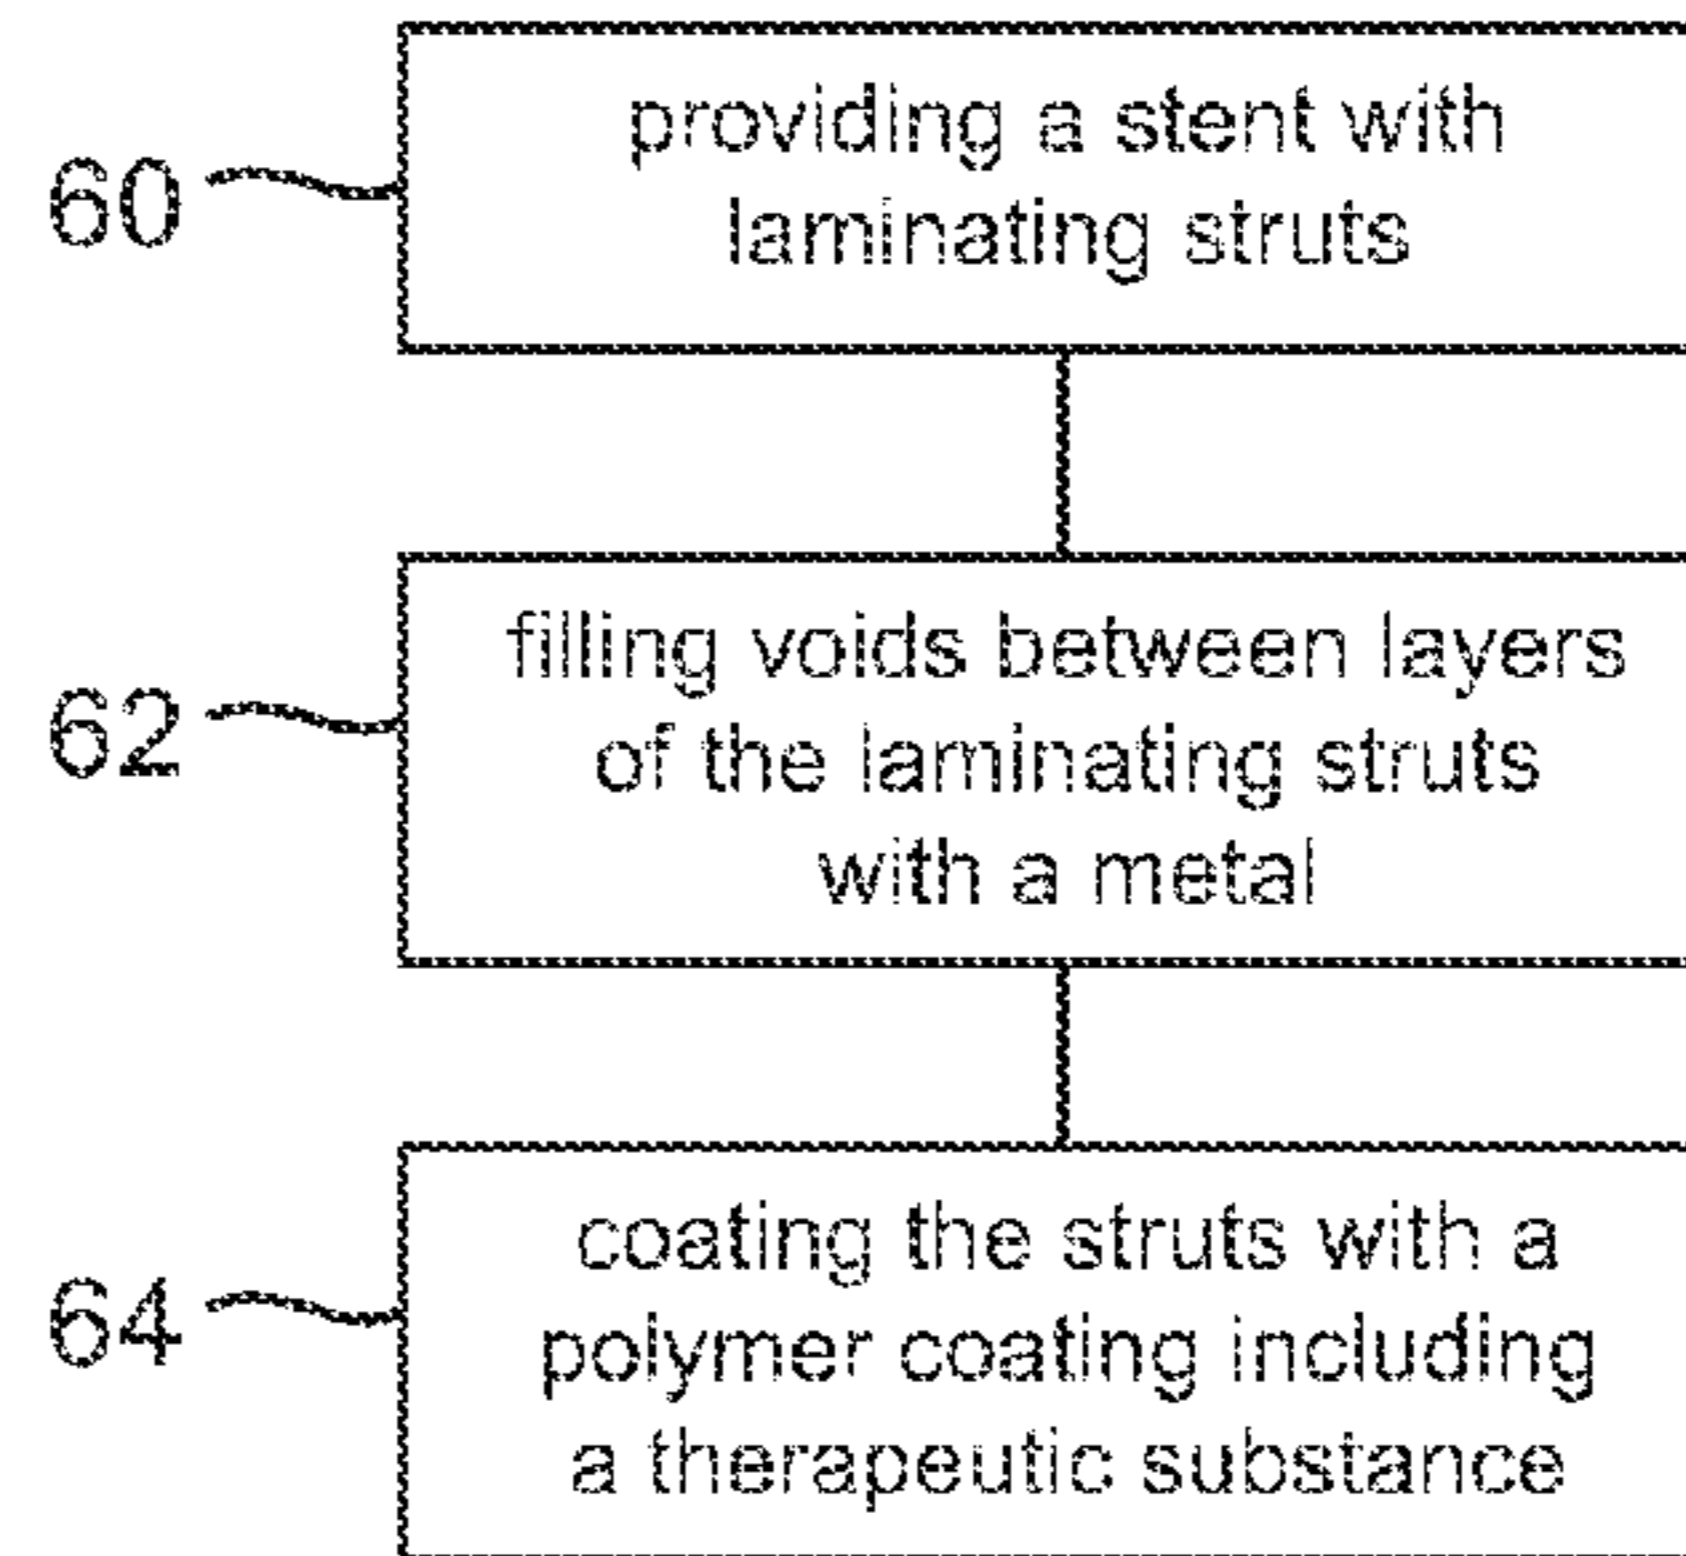 60
providing a stent with
laminating struts
62
filling voids between layers
of the laminating struts
with a metal
64
coating the struts with a
polymer coating including
a therapeutic substance